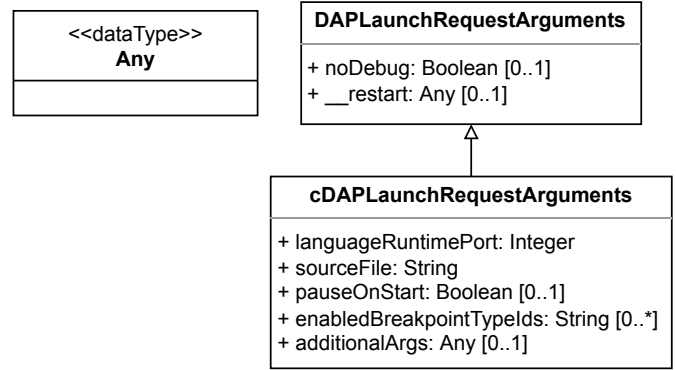 <<dataType>>
Any
DAPLaunchRequestArguments
+ noDebug: Boolean [0..1]
+ __restart: Any [0..1]
cDAPLaunchRequestArguments
+ languageRuntimePort: Integer
+ sourceFile: String
+ pauseOnStart: Boolean [0..1]
+ enabledBreakpointTypeIds: String [0..*]
+ additionalArgs: Any [0..1]